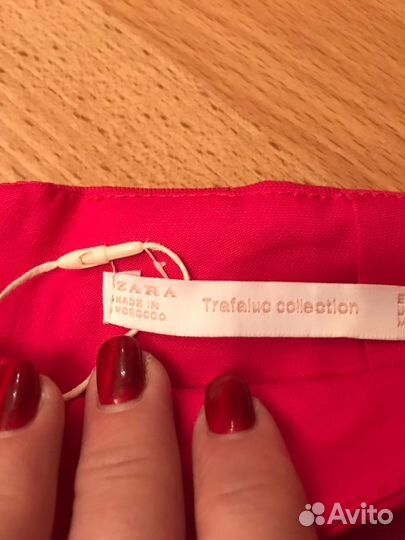 ZARA
MADE IN
MOROCCO
Trafaluc collection
Avito